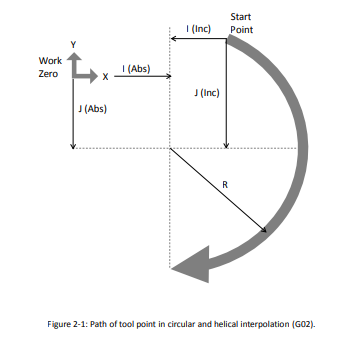 Start
Point
I (Inc)
Y
Work
Zero
X
I (Abs)
J (Inc)
J (Abs)
R
Figure 2-1: Path of tool point in circular and helical interpolation (G02).